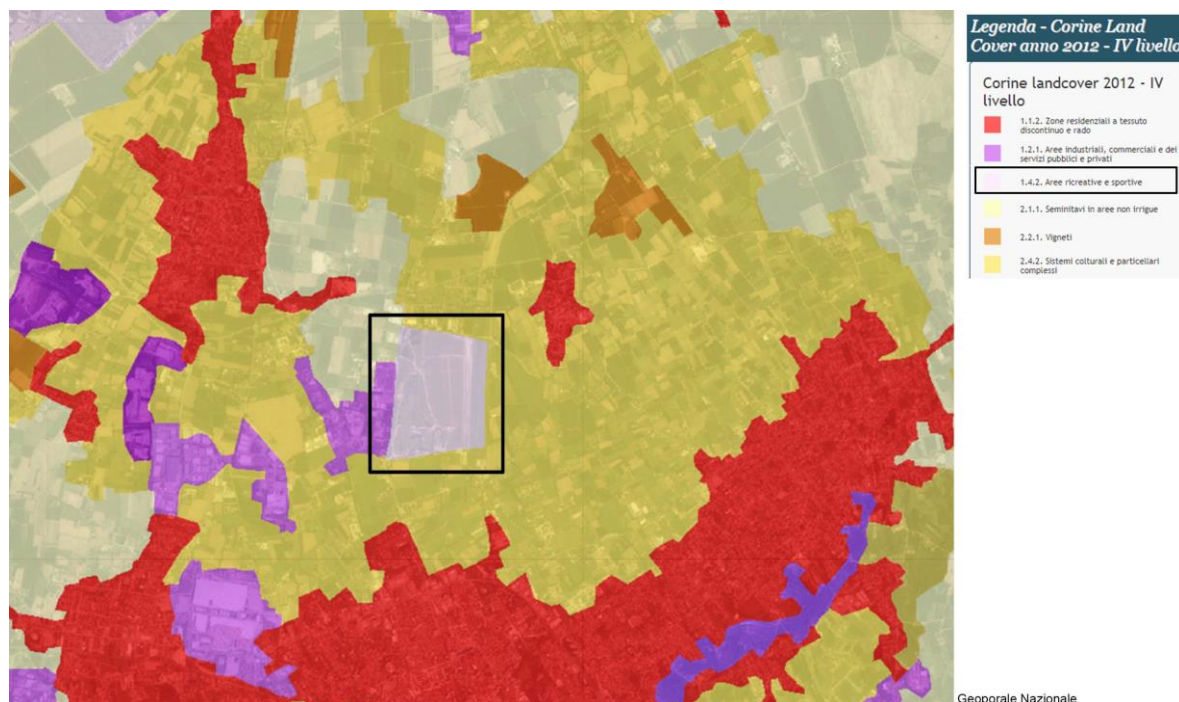 Legenda - Corine Land
Cover anno 2012 - IV livello
Corine landcover 2012 - IV
livello
1.1.2. Zone residenziali a tessuto
discontinuo e rado
1.2.1. Aree industriali, commerciali e dei
servizi pubblici e privati
1.4.2. Aree ricreative e sportive
2.1.1. Seminitavi in aree non irrigue
2.2.1. Vigneti
2.4.2. Sistemi colturali e particellari
complessi
Geoporale Nazionale